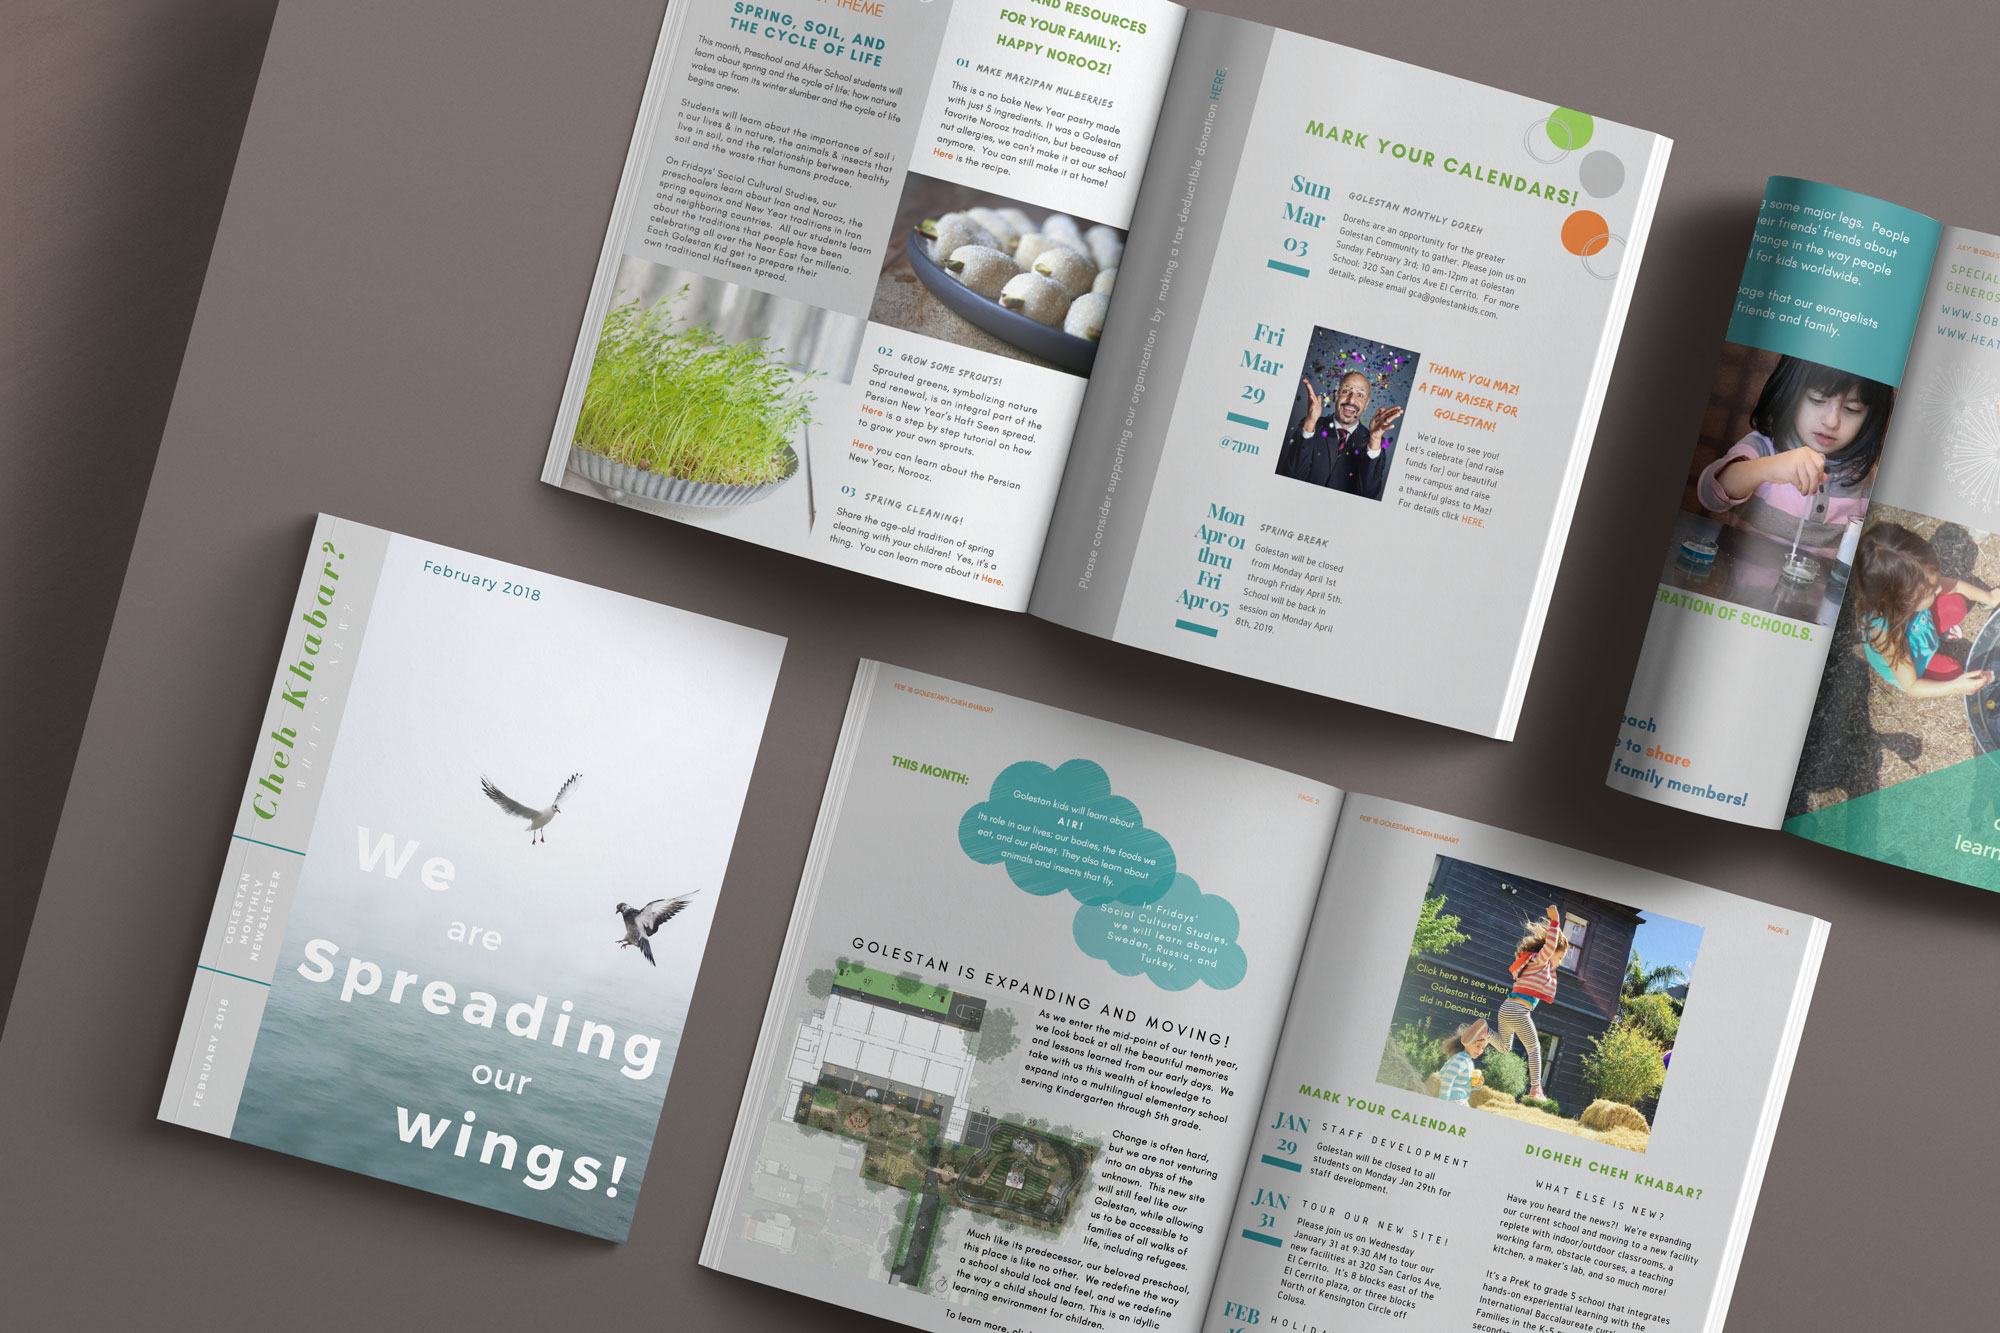 THEME
SPRING, SOIL, AND
THE CYCLE OF LIFE
This month, Preschool and After School students will
learn about spring and the cycle of life: how nature
wakes up from its winter slumber and the cycle of life
begins anew.
Students will learn about the importance of soil i
n our lives & in nature, the animals & insects that
live in soil, and the relationship between healthy
soil and the waste that humans produce.
On Fridays' Social Cultural Studies, our
preschoolers learn about Iran and Norooz, the
spring equinox and New Year traditions in Iran
and neighboring countries. All our students learn
about the traditions that people have been
celebrating all over the Near East for millenia.
Each Golestan Kid get to prepare their
own traditional Haftseen spread.
AND RESOURCES
FOR YOUR FAMILY:
HAPPY NOROOZ!
01 MAKE MARZIPAN MULBERRIES
This is a no bake New Year pastry made
with just 5 ingredients. It was a Golestan
favorite Norooz tradition, but because of
nut allergies, we can't make it at our school
anymore. You can still make it at home!
Here is the recipe.
02 GROW SOME SPROUTS!
Sprouted greens, symbolizing nature
and renewal, is an integral part of the
Persian New Year's Haft Seen spread.
Here is a step by step tutorial on how
to grow your own sprouts.
Here you can learn about the Persian
New Year, Norooz.
03 SPRING CLEANING!
Share the age-old tradition of spring
cleaning with your children! Yes, it's a
thing. You can learn more about it Here.
Please consider supporting our organization by making a tax deductible donation HERE.
MARK YOUR CALENDARS!
Sun
Mar
03
GOLESTAN MONTHLY DOREH
Dorehs are an opportunity for the greater
Golestan Community to gather. Please join us on
Sunday February 3rd; 10 am-12pm at Golestan
School: 320 San Carlos Ave El Cerrito. For more
details, please email gca@golestankids.com.
Fri
Mar
29
@7pm
THANK YOU MAZ!
A FUN RAISER FOR
GOLESTAN!
We'd love to see you!
Let's celebrate (and raise
funds for) our beautiful
new campus and raise
a thankful glass to Maz!
For details click HERE.
Mon
Apr 01
thru
Fri
Apr 05
SPRING BREAK
Golestan will be closed
from Monday April 1st
through Friday April 5th.
School will be back in
session on Monday April
8th, 2019.
some major legs. People
eir friends' friends about
hange in the way people
l for kids worldwide.
page that our evangelists
friends and family.
ERATION OF SCHOOLS.
each
e to share
family members!
SPECIAL
GENEROS
WWW.SOB
WWW.HEAT
learn
Cheh Khabar?
WHAT'S NEW?
GOLESTAN
MONTHLY
NEWSLETTER
FEBRUARY 2018
February 2018
We
are
Spreading
our
wings!
FEB' 18 GOLESTAN'S CHEH KHABAR?
PAGE 2
THIS MONTH:
Golestan kids will learn about
AIR!
Its role in our lives: our bodies, the foods we
eat, and our planet. They also learn about
animals and insects that fly.
In Fridays'
Social Cultural Studies,
we will learn about
Sweden, Russia, and
Turkey.
GOLESTAN IS EXPANDING AND MOVING!
As we enter the mid-point of our tenth year,
we look back at all the beautiful memories
and lessons learned from our early days. We
take with us this wealth of knowledge to
expand into a multilingual elementary school
serving Kindergarten through 5th grade.
Change is often hard,
but we are not venturing
into an abyss of the
unknown. This new site
will still feel like our
Golestan, while allowing
us to be accessible to
families of all walks of
life, including refugees.
Much like its predecessor, our beloved preschool,
this place is like no other. We redefine the way
a school should look and feel, and we redefine
the way a child should learn. This is an idyllic
learning environment for children.
To learn more,
FEB' 18 GOLESTAN'S CHEH KHABAR?
PAGE 3
Click here to see what
Golestan kids
did in December!
MARK YOUR CALENDAR
JAN
29
STAFF DEVELOPMENT
Golestan will be closed to all
students on Monday Jan 29th for
staff development.
JAN
31
TOUR OUR NEW SITE!
Please join us on Wednesday
January 31 at 9:30 AM to tour our
new facilities at 320 San Carlos Ave,
El Cerrito. It's 8 blocks east of the
El Cerrito plaza, or three blocks
North of Kensington Circle off
Colusa.
FEB
DIGHEH CHEH KHABAR?
WHAT ELSE IS NEW?
Have you heard the news?! We're expanding
our current school and moving to a new facility
replete with indoor/outdoor classrooms, a
working farm, obstacle courses, a teaching
kitchen, a maker's lab, and so much more!
It's a PreK to grade 5 school that integrates
hands-on experiential learning with the
International Baccalaureate
Families in the K-5